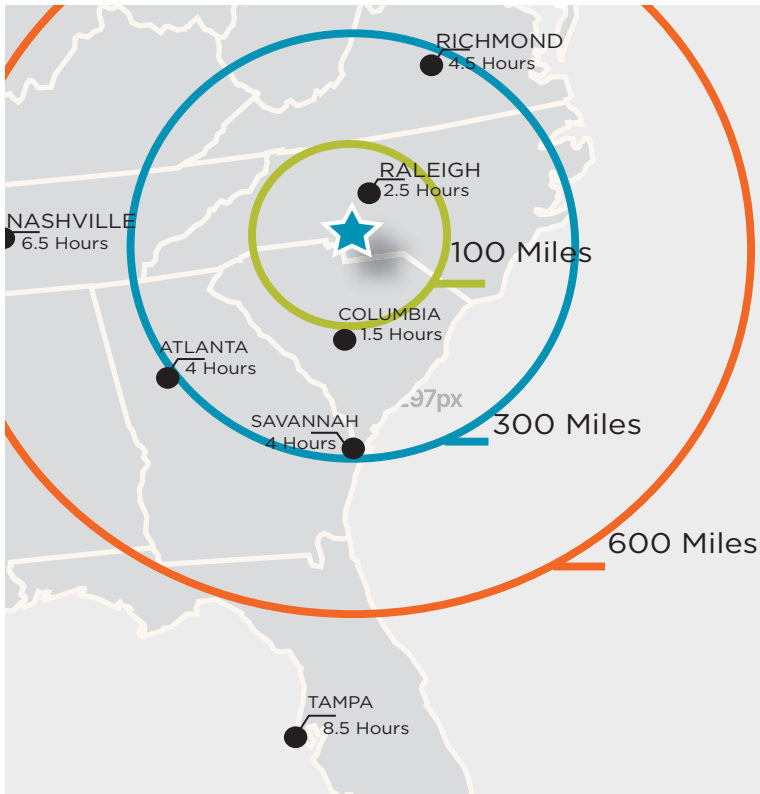 RICHMOND
4.5 Hours
RALEIGH
2.5 Hours
NASHVILLE
6.5 Hours
100 Miles
COLUMBIA
1.5 Hours
ATLANTA
4 Hours
297px
SAVANNAH
4 Hours
300 Miles
600 Miles
TAMPA
8.5 Hours